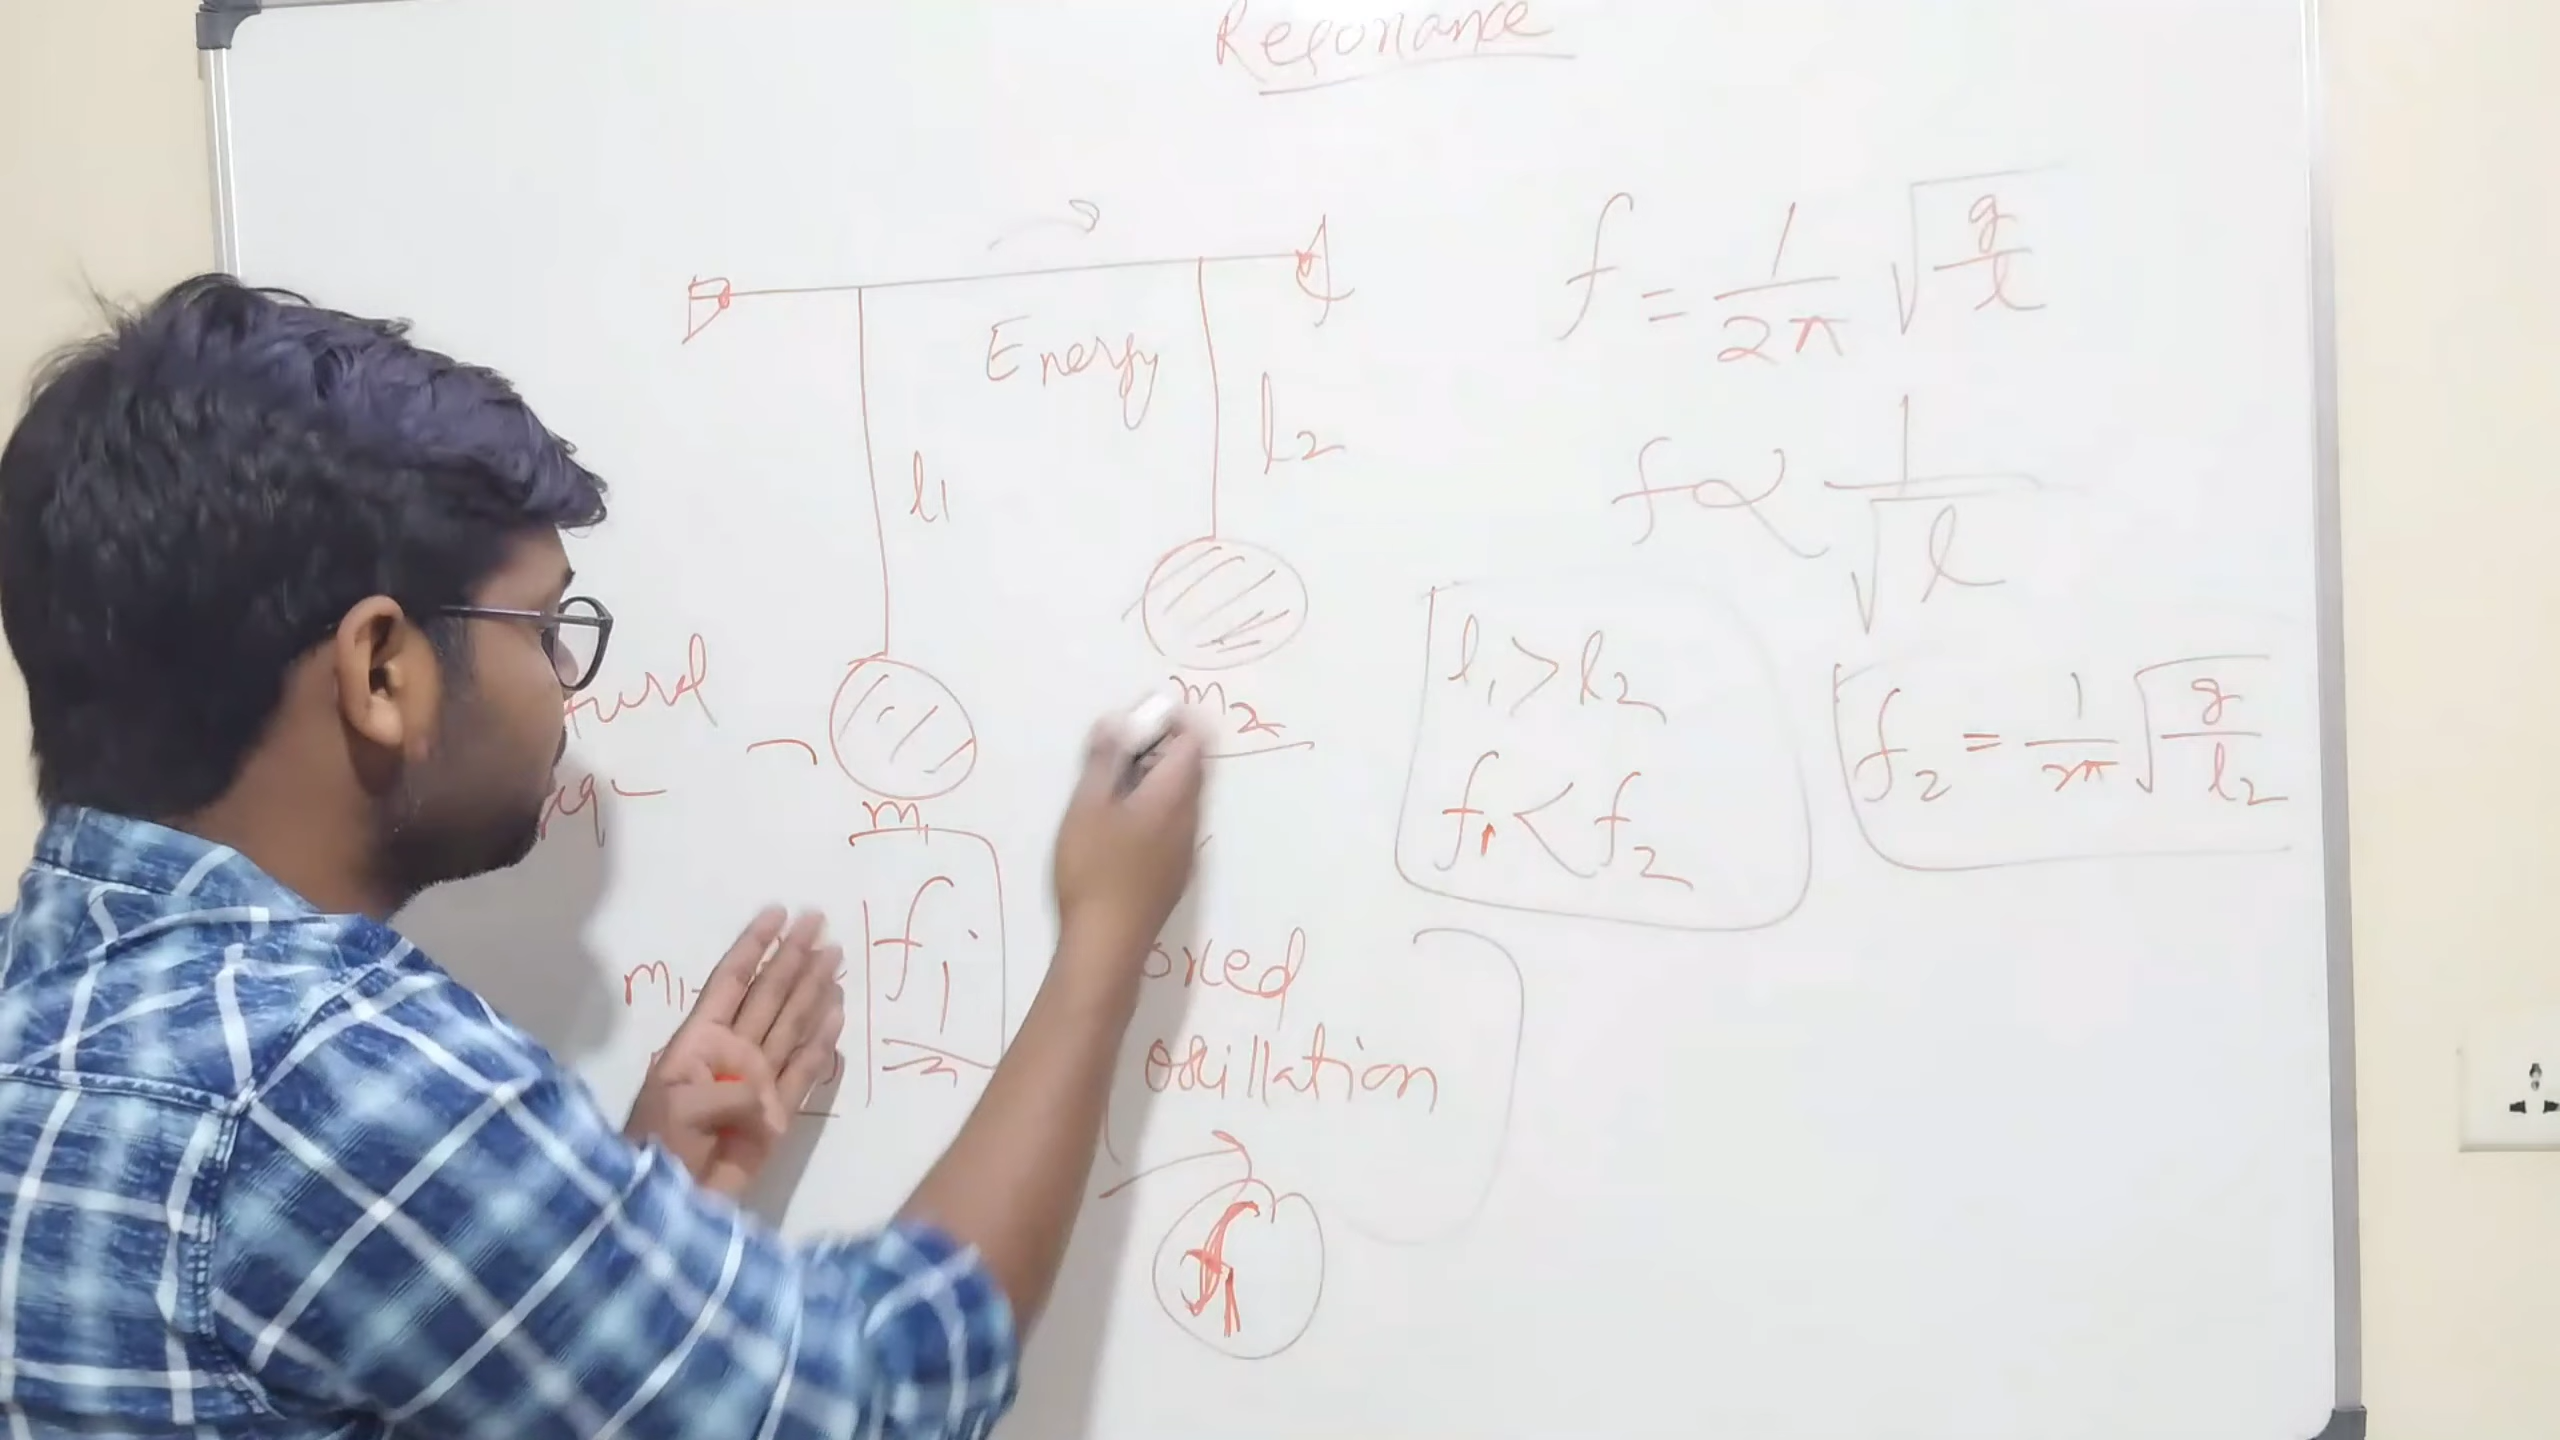 Resonance
Energy
l1
l2
m1
m2
f1
oscillation
f1
f = 1/2π √g/l
f ∝ 1/√l
l1 > l2
f1 < f2
f2 = 1/2π √g/l2